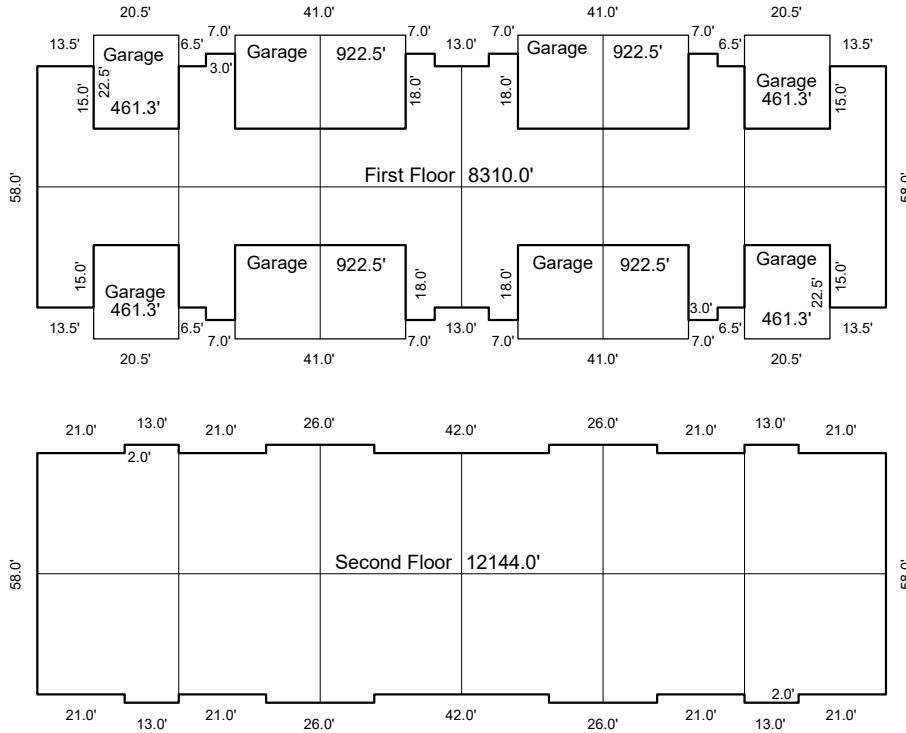 20.5' 41.0' 41.0' 20.5'
13.5' 6.5' 7.0' 7.0' 13.0' 7.0' 7.0' 6.5' 13.5'
Garage Garage 922.5' Garage 922.5' Garage
3.0'
15.0' 22.5' 461.3' 18.0' 18.0' 461.3' 15.0'
58.0' First Floor 8310.0' 58.0'
15.0' Garage 461.3' Garage 922.5' 18.0' 18.0' Garage 922.5' Garage 461.3' 22.5' 15.0'
3.0'
13.5' 6.5' 7.0' 7.0' 13.0' 7.0' 7.0' 6.5' 13.5'
20.5' 41.0' 41.0' 20.5'
21.0' 13.0' 21.0' 26.0' 42.0' 26.0' 21.0' 13.0' 21.0'
2.0'
58.0' Second Floor 12144.0' 58.0'
2.0'
21.0' 13.0' 21.0' 26.0' 42.0' 26.0' 21.0' 13.0' 21.0'